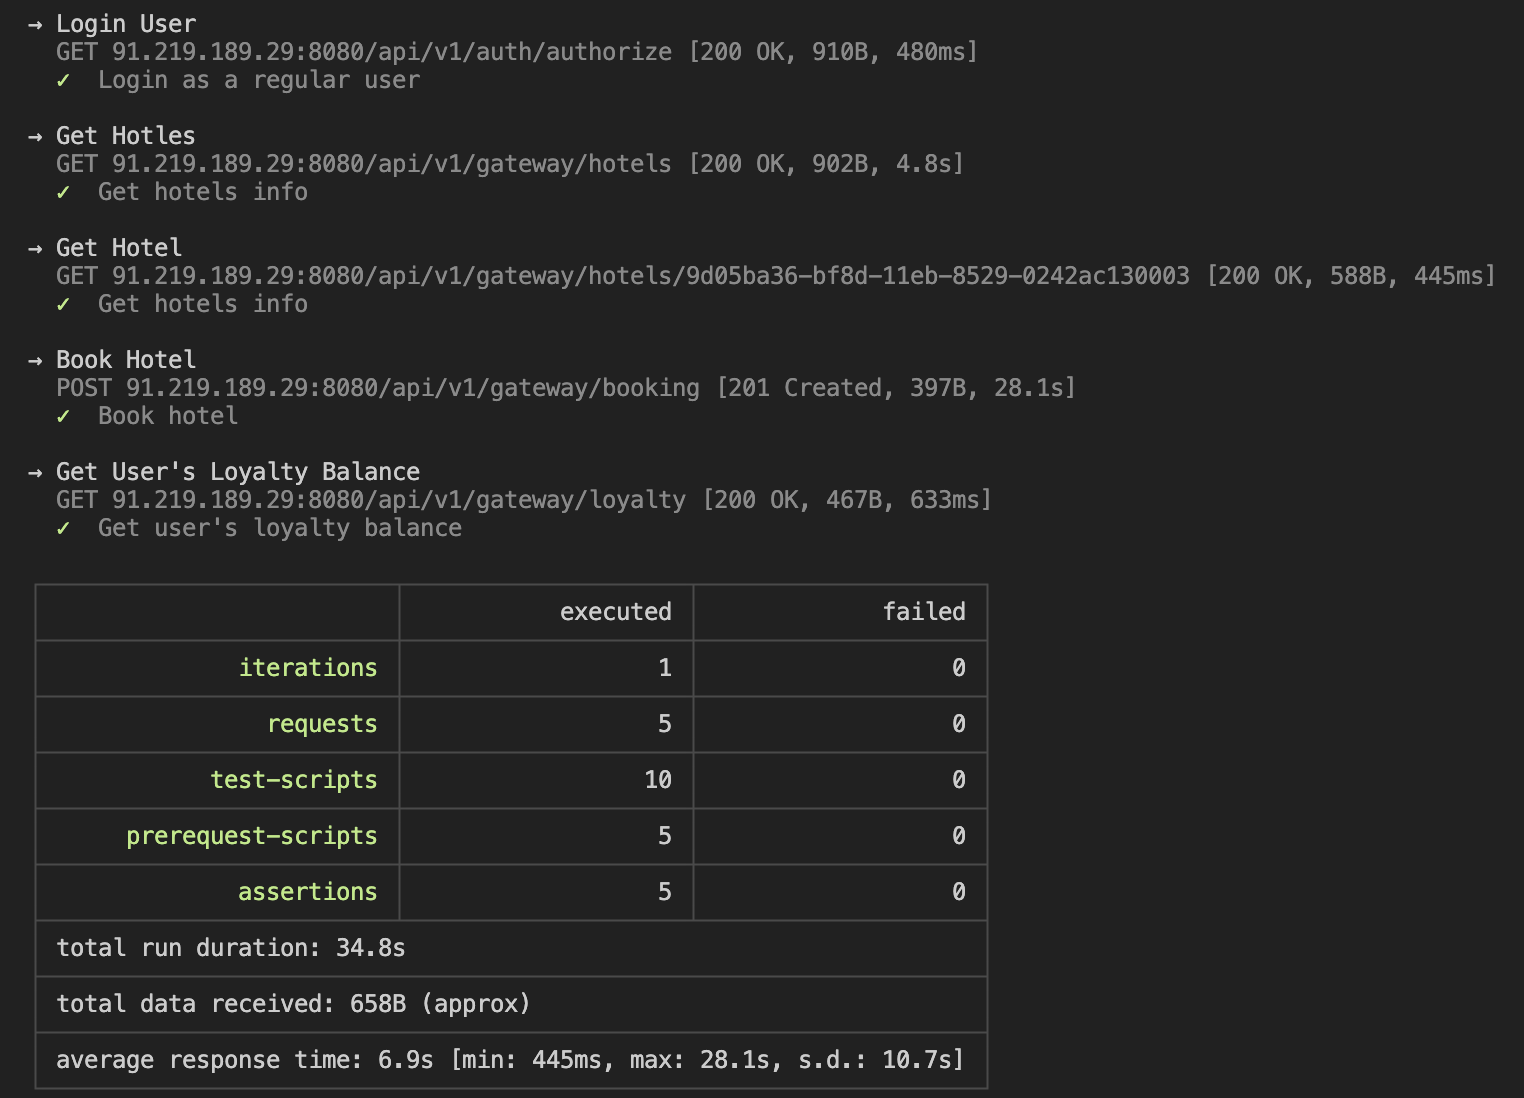 → Login User
GET 91.219.189.29:8080/api/v1/auth/authorize [200 OK, 910B, 480ms]
✓ Login as a regular user
→ Get Hotles
GET 91.219.189.29:8080/api/v1/gateway/hotels [200 OK, 902B, 4.8s]
✓ Get hotels info
→ Get Hotel
GET 91.219.189.29:8080/api/v1/gateway/hotels/9d05ba36-bf8d-11eb-8529-0242ac130003 [200 OK, 588B, 445ms]
✓ Get hotels info
→ Book Hotel
POST 91.219.189.29:8080/api/v1/gateway/booking [201 Created, 397B, 28.1s]
✓ Book hotel
→ Get User's Loyalty Balance
GET 91.219.189.29:8080/api/v1/gateway/loyalty [200 OK, 467B, 633ms]
✓ Get user's loyalty balance
executed failed
iterations 1 0
requests 5 0
test-scripts 10 0
prerequest-scripts 5 0
assertions 5 0
total run duration: 34.8s
total data received: 658B (approx)
average response time: 6.9s [min: 445ms, max: 28.1s, s.d.: 10.7s]